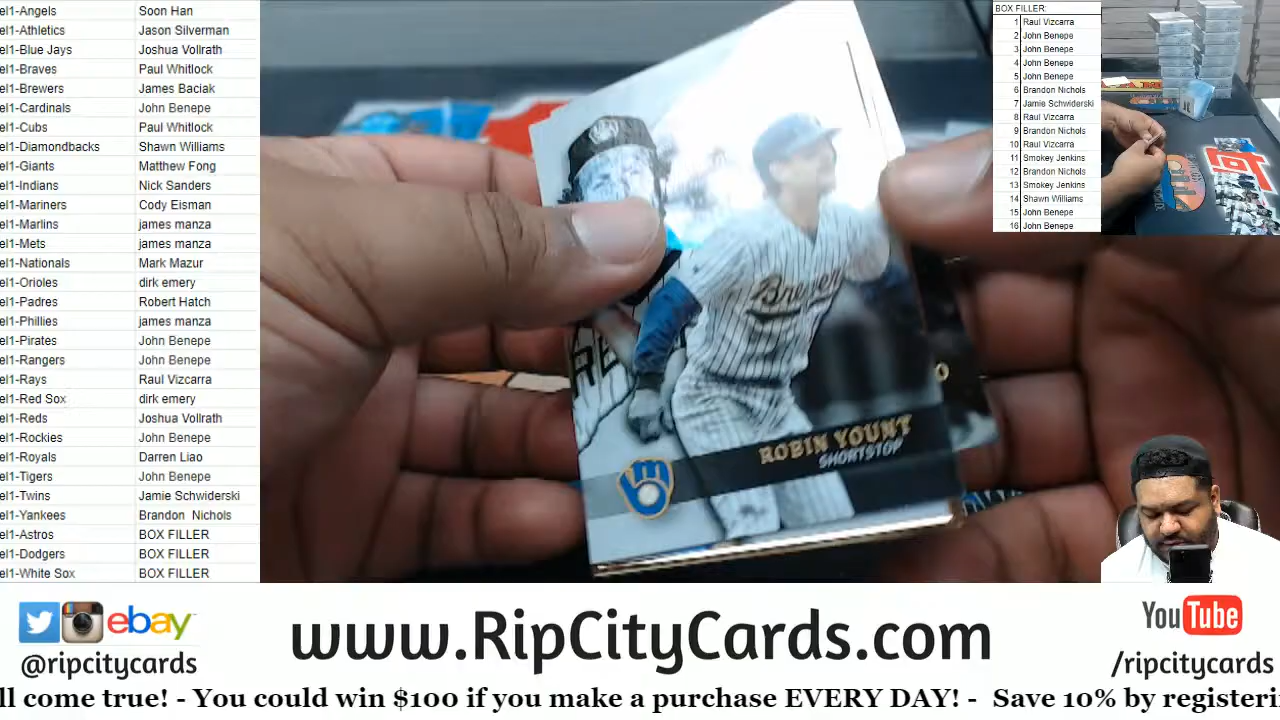 el1-Angels Soon Han
el1-Athletics Jason Silverman
el1-Blue Jays Joshua Vollrath
el1-Braves Paul Whitlock
el1-Brewers James Baciak
el1-Cardinals John Benepe
el1-Cubs Paul Whitlock
el1-Diamondbacks Shawn Williams
el1-Giants Matthew Fong
el1-Indians Nick Sanders
el1-Mariners Cody Eisman
el1-Marlins james manza
el1-Mets james manza
el1-Nationals Mark Mazur
el1-Orioles dirk emery
el1-Padres Robert Hatch
el1-Phillies james manza
el1-Pirates John Benepe
el1-Rangers John Benepe
el1-Rays Raul Vizcarra
el1-Red Sox dirk emery
el1-Reds Joshua Vollrath
el1-Rockies John Benepe
el1-Royals Darren Liao
el1-Tigers John Benepe
el1-Twins Jamie Schwiderski
el1-Yankees Brandon Nichols
el1-Astros BOX FILLER
el1-Dodgers BOX FILLER
el1-White Sox BOX FILLER
Brewers
ROBIN YOUNT
SHORTSTOP
mb
BOX FILLER:
1 Raul Vizcarra
2 John Benepe
3 John Benepe
4 John Benepe
5 John Benepe
6 Brandon Nichols
7 Jamie Schwiderski
8 Raul Vizcarra
9 Brandon Nichols
10 Raul Vizcarra
11 Smokey Jenkins
12 Brandon Nichols
13 Smokey Jenkins
14 Shawn Williams
15 John Benepe
16 John Benepe
ebay
@ripcitycards
www.RipCityCards.com
YouTube
/ripcitycards
ll come true! - You could win $100 if you make a purchase EVERY DAY! - Save 10% by registeri